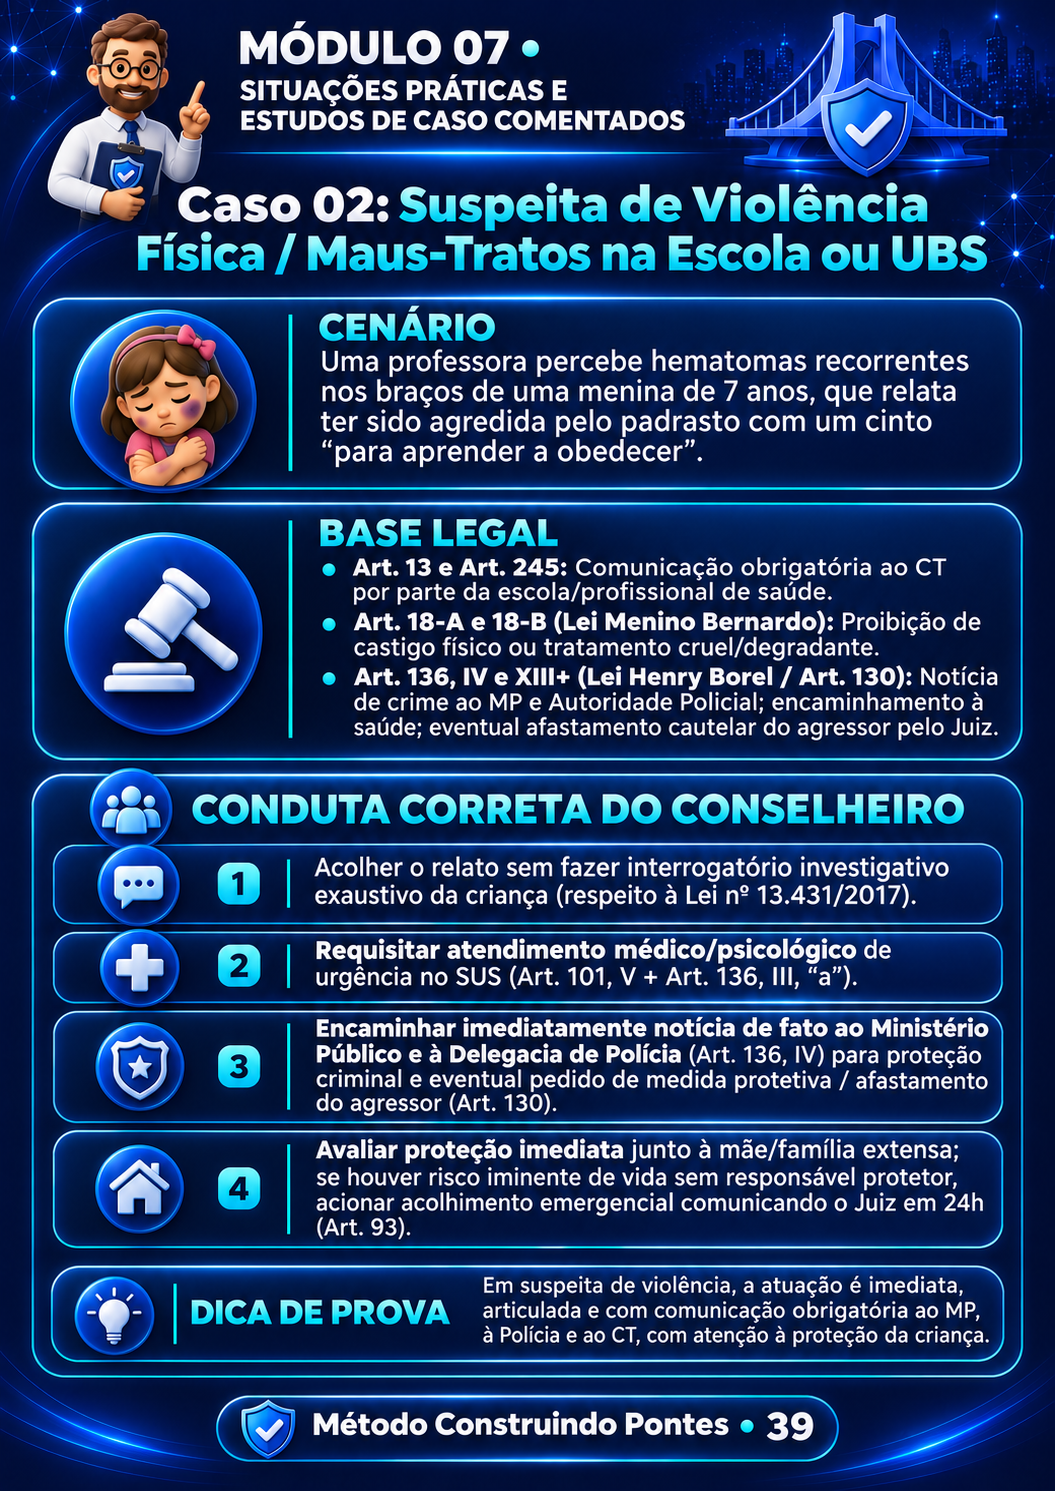 MÓDULO 07 •
SITUAÇÕES PRÁTICAS E
ESTUDOS DE CASO COMENTADOS
Caso 02: Suspeita de Violência
Física / Maus-Tratos na Escola ou UBS
CENÁRIO
Uma professora percebe hematomas recorrentes
nos braços de uma menina de 7 anos, que relata
ter sido agredida pelo padrasto com um cinto
“para aprender a obedecer”.
BASE LEGAL
• Art. 13 e Art. 245: Comunicação obrigatória ao CT
por parte da escola/profissional de saúde.
• Art. 18-A e 18-B (Lei Menino Bernardo): Proibição de
castigo físico ou tratamento cruel/degradante.
• Art. 136, IV e XIII+ (Lei Henry Borel / Art. 130): Notícia
de crime ao MP e Autoridade Policial; encaminhamento à
saúde; eventual afastamento cautelar do agressor pelo Juiz.
CONDUTA CORRETA DO CONSELHEIRO
1
Acolher o relato sem fazer interrogatório investigativo
exaustivo da criança (respeito à Lei nº 13.431/2017).
2
Requisitar atendimento médico/psicológico de
urgência no SUS (Art. 101, V + Art. 136, III, “a”).
3
Encaminhar imediatamente notícia de fato ao Ministério
Público e à Delegacia de Polícia (Art. 136, IV) para proteção
criminal e eventual pedido de medida protetiva / afastamento
do agressor (Art. 130).
4
Avaliar proteção imediata junto à mãe/família extensa;
se houver risco iminente de vida sem responsável protetor,
acionar acolhimento emergencial comunicando o Juiz em 24h
(Art. 93).
DICA DE PROVA
Em suspeita de violência, a atuação é imediata,
articulada e com comunicação obrigatória ao MP,
à Polícia e ao CT, com atenção à proteção da criança.
Método Construindo Pontes • 39